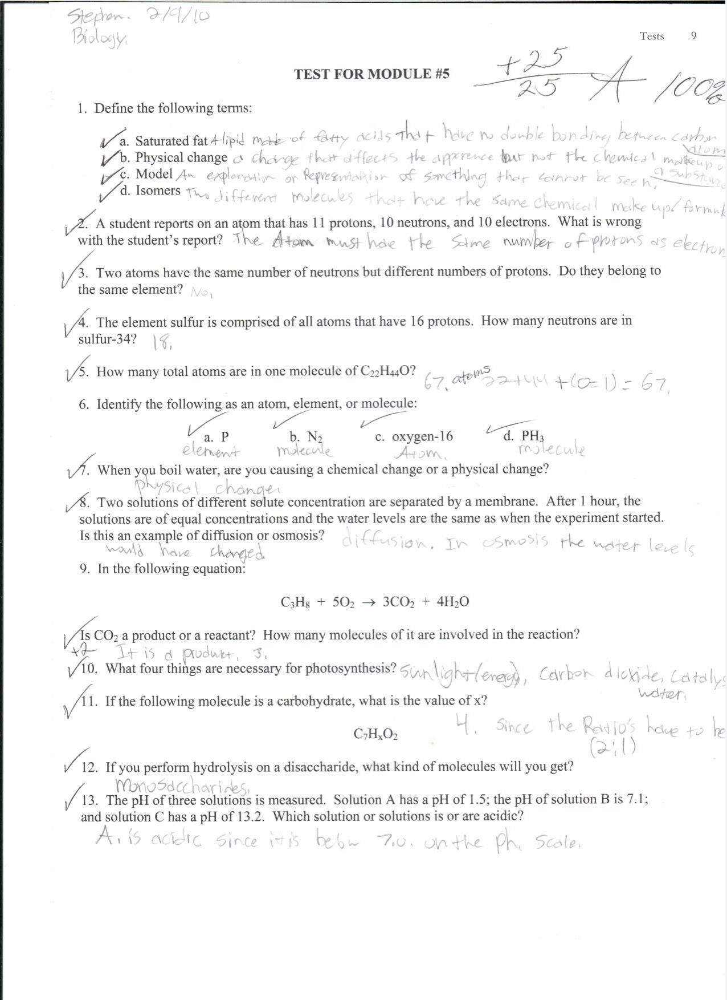 Stephen. 2/9/10
Biology.
Tests 9
TEST FOR MODULE #5
+25
25
A 100%
1. Define the following terms:
a. Saturated fat A lipid made of fatty acids that have no double bonding between carbon atom
b. Physical change a change that affects the apperence but not the chemical makeup o a substance
c. Model An explanation or Representaition of something that cannot be seen.
d. Isomers Two different molecules that have the same chemical make up/formul
2. A student reports on an atom that has 11 protons, 10 neutrons, and 10 electrons. What is wrong
with the student's report? The Atom must have the same number of protons as electron
3. Two atoms have the same number of neutrons but different numbers of protons. Do they belong to
the same element? No.
4. The element sulfur is comprised of all atoms that have 16 protons. How many neutrons are in
sulfur-34? 18.
5. How many total atoms are in one molecule of C₂₂H₄₄O? 67. atoms 22+44+(O=1)=67.
6. Identify the following as an atom, element, or molecule:
a. P b. N₂ c. oxygen-16 d. PH₃
element molecule Atom. molecule
7. When you boil water, are you causing a chemical change or a physical change?
physical change.
8. Two solutions of different solute concentration are separated by a membrane. After 1 hour, the
solutions are of equal concentrations and the water levels are the same as when the experiment started.
Is this an example of diffusion or osmosis? diffusion. In osmosis the water levels
would have changed.
9. In the following equation:
C₃H₈ + 5O₂ → 3CO₂ + 4H₂O
Is CO₂ a product or a reactant? How many molecules of it are involved in the reaction?
+2 It is a product. 3.
10. What four things are necessary for photosynthesis? Sunlight/(energy), Carbon dioxide, Catalys
water.
11. If the following molecule is a carbohydrate, what is the value of x?
C₇HₓO₂ 4. Since the Ratio's have to be
(2:1)
12. If you perform hydrolysis on a disaccharide, what kind of molecules will you get?
Monosaccharides.
13. The pH of three solutions is measured. Solution A has a pH of 1.5; the pH of solution B is 7.1;
and solution C has a pH of 13.2. Which solution or solutions is or are acidic?
A. is acidic since it is below 7.0. on the ph. Scale.